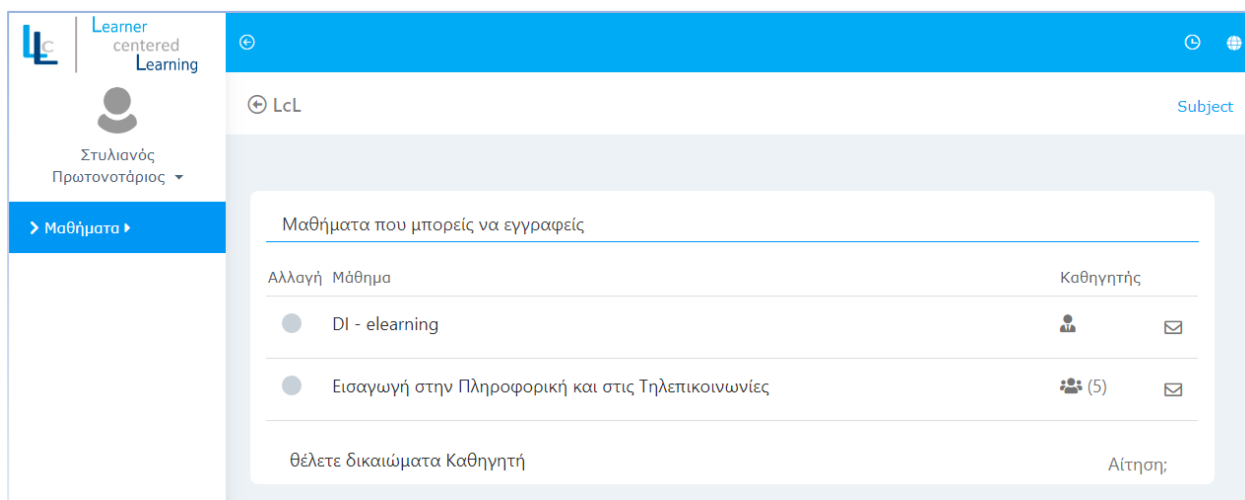 LLC
Learner
centered
Learning
LcL
Subject
Στυλιανός
Πρωτονοτάριος
Μαθήματα
Μαθήματα που μπορείς να εγγραφείς
Αλλαγή Μάθημα Καθηγητής
DI - elearning
Εισαγωγή στην Πληροφορική και στις Τηλεπικοινωνίες (5)
θέλετε δικαιώματα Καθηγητή Αίτηση;